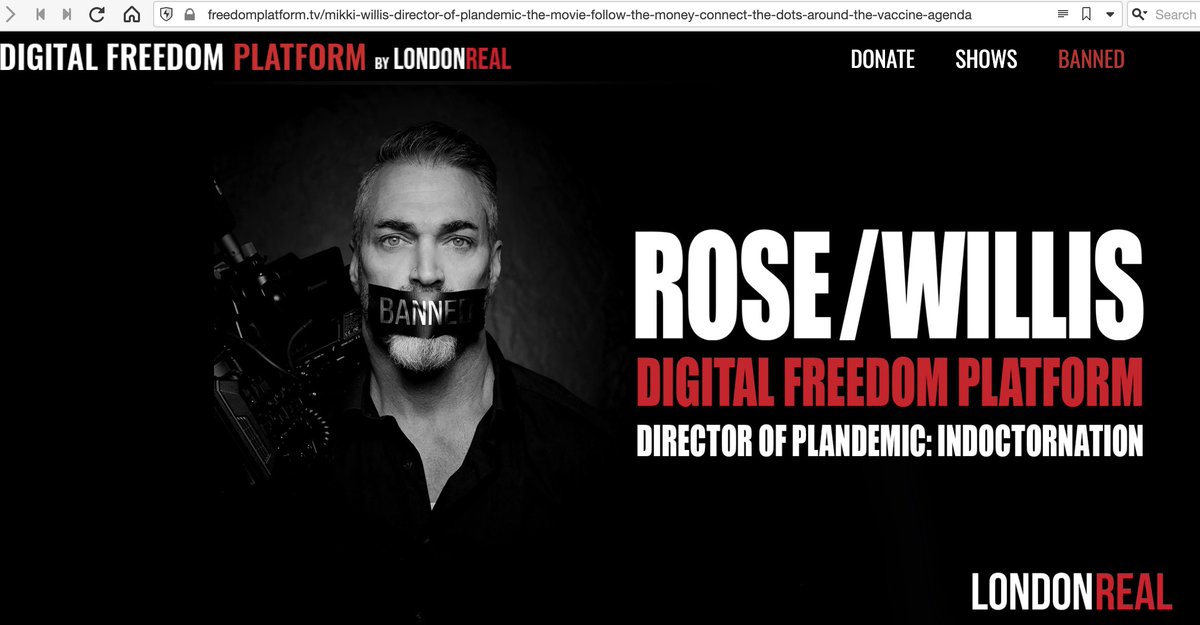 freedomplatform.tv/mikki-willis-director-of-plandemic-the-movie-follow-the-money-connect-the-dots-around-the-vaccine-agenda
Search
DIGITAL FREEDOM PLATFORM BY LONDONREAL
DONATE
SHOWS
BANNED
BANNED
ROSE/WILLIS
DIGITAL FREEDOM PLATFORM
DIRECTOR OF PLANDEMIC: INDOCTORNATION
LONDONREAL